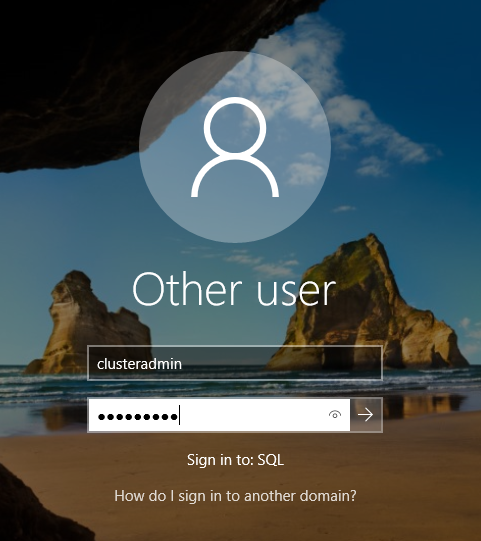 Other user
clusteradmin
●●●●●●●●●
Sign in to: SQL
How do I sign in to another domain?